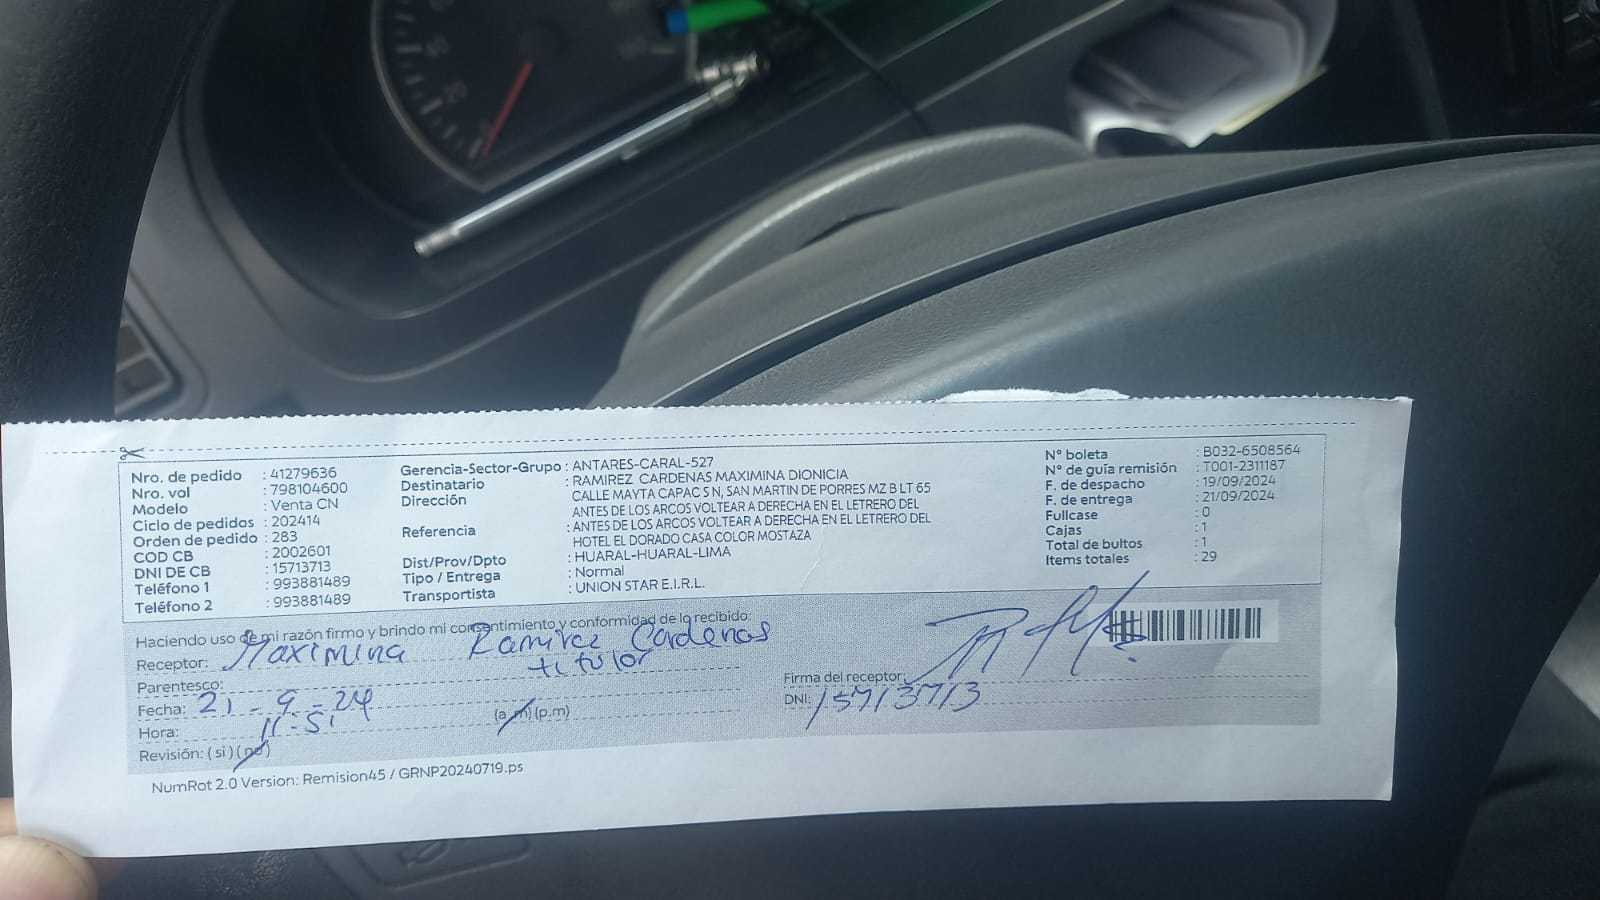 Nro. de pedido : 41279636
Nro. vol : 798104600
Modelo : Venta CN
Ciclo de pedidos : 202414
Orden de pedido : 283
COD CB : 2002601
DNI DE CB : 15713713
Teléfono 1 : 993881489
Teléfono 2 : 993881489
Gerencia-Sector-Grupo : ANTARES-CARAL-527
Destinatario : RAMIREZ CARDENAS MAXIMINA DIONICIA
Dirección CALLE MAYTA CAPAC S N, SAN MARTIN DE PORRES MZ B LT 65
ANTES DE LOS ARCOS VOLTEAR A DERECHA EN EL LETRERO DEL
Referencia : ANTES DE LOS ARCOS VOLTEAR A DERECHA EN EL LETRERO DEL
HOTEL EL DORADO CASA COLOR MOSTAZA
Dist/Prov/Dpto : HUARAL-HUARAL-LIMA
Tipo / Entrega : Normal
Transportista : UNION STAR E.I.R.L.
N° boleta : B032-6508564
N° de guía remisión : T001-2311187
F. de despacho : 19/09/2024
F. de entrega : 21/09/2024
Fullcase : 0
Cajas : 1
Total de bultos : 1
Items totales : 29
Haciendo uso de mi razón firmo y brindo mi consentimiento y conformidad de lo recibido:
Receptor: Maximina Ramirez Cardenas
Parentesco: titular
Fecha: 21 - 9 - 24
Hora: 11:51 (a.m) (p.m)
Revisión: (si) (no)
Firma del receptor:
DNI: 15713713
NumRot 2.0 Version: Remision45 / GRNP20240719.ps